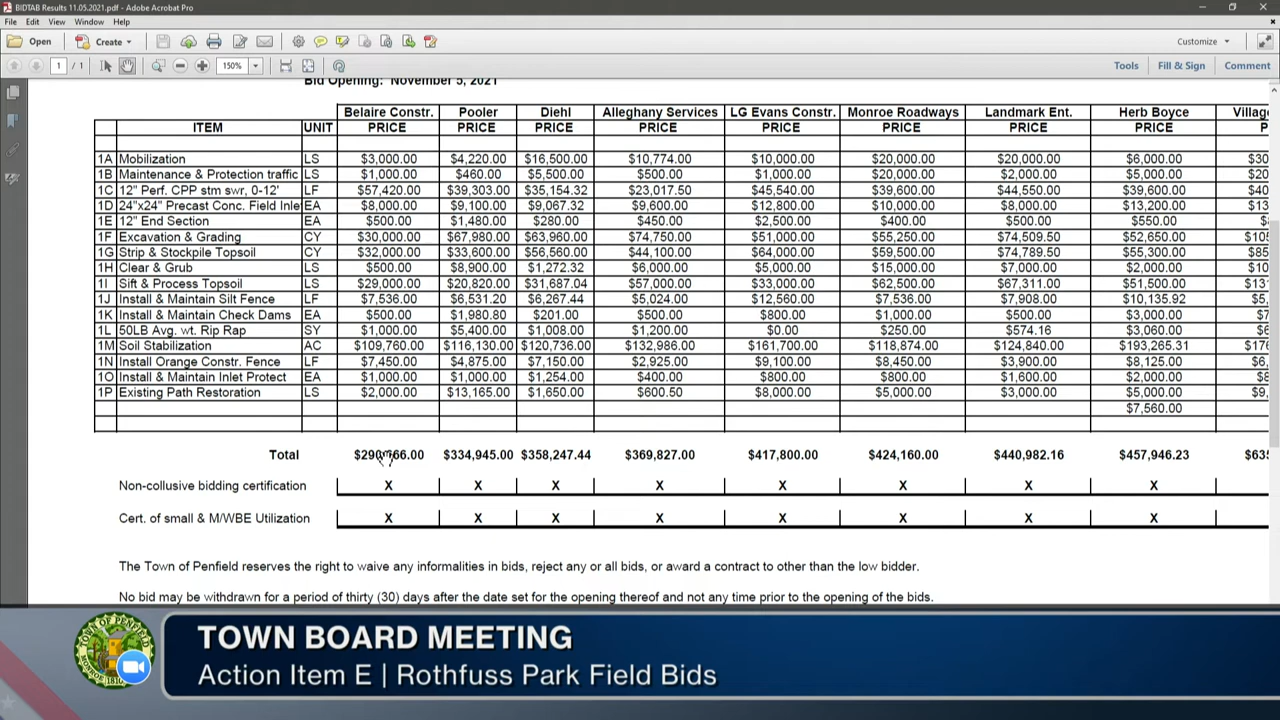 BIDTAB Results 11.05.2021.pdf - Adobe Acrobat Pro
File Edit View Window Help
Open Create Customize
1 / 1 150% Tools Fill & Sign Comment
Bid Opening: November 5, 2021
Belaire Constr. Pooler Diehl Alleghany Services LG Evans Constr. Monroe Roadways Landmark Ent. Herb Boyce
ITEM UNIT PRICE PRICE PRICE PRICE PRICE PRICE PRICE PRICE
1A Mobilization LS $3,000.00 $4,220.00 $16,500.00 $10,774.00 $10,000.00 $20,000.00 $20,000.00 $6,000.00
1B Maintenance & Protection traffic LS $1,000.00 $460.00 $5,500.00 $500.00 $1,000.00 $20,000.00 $2,000.00 $5,000.00
1C 12" Perf. CPP stm swr, 0-12' LF $57,420.00 $39,303.00 $35,154.32 $23,017.50 $45,540.00 $39,600.00 $44,550.00 $39,600.00
1D 24"x24" Precast Conc. Field Inle EA $8,000.00 $9,100.00 $9,067.32 $9,600.00 $12,800.00 $10,000.00 $8,000.00 $13,200.00
1E 12" End Section EA $500.00 $1,480.00 $280.00 $450.00 $2,500.00 $400.00 $500.00 $550.00
1F Excavation & Grading CY $30,000.00 $67,980.00 $63,960.00 $74,750.00 $51,000.00 $55,250.00 $74,509.50 $52,650.00
1G Strip & Stockpile Topsoil CY $32,000.00 $33,600.00 $56,560.00 $44,100.00 $64,000.00 $59,500.00 $74,789.50 $55,300.00
1H Clear & Grub LS $500.00 $8,900.00 $1,272.32 $6,000.00 $5,000.00 $15,000.00 $7,000.00 $2,000.00
1I Sift & Process Topsoil LS $29,000.00 $20,820.00 $31,687.04 $57,000.00 $33,000.00 $62,500.00 $67,311.00 $51,500.00
1J Install & Maintain Silt Fence LF $7,536.00 $6,531.20 $6,267.44 $5,024.00 $12,560.00 $7,536.00 $7,908.00 $10,135.92
1K Install & Maintain Check Dams EA $500.00 $1,980.80 $201.00 $500.00 $800.00 $1,000.00 $500.00 $3,000.00
1L 50LB Avg. wt. Rip Rap SY $1,000.00 $5,400.00 $1,008.00 $1,200.00 $0.00 $250.00 $574.16 $3,060.00
1M Soil Stabilization AC $109,760.00 $116,130.00 $120,736.00 $132,986.00 $161,700.00 $118,874.00 $124,840.00 $193,265.31
1N Install Orange Constr. Fence LF $7,450.00 $4,875.00 $7,150.00 $2,925.00 $9,100.00 $8,450.00 $3,900.00 $8,125.00
1O Install & Maintain Inlet Protect EA $1,000.00 $1,000.00 $1,254.00 $400.00 $800.00 $800.00 $1,600.00 $2,000.00
1P Existing Path Restoration LS $2,000.00 $13,165.00 $1,650.00 $600.50 $8,000.00 $5,000.00 $3,000.00 $5,000.00
$7,560.00
Total $334,945.00 $358,247.44 $369,827.00 $417,800.00 $424,160.00 $440,982.16 $457,946.23
Non-collusive bidding certification X X X X X X X X
Cert. of small & M/WBE Utilization X X X X X X X X
The Town of Penfield reserves the right to waive any informalities in bids, reject any or all bids, or award a contract to other than the low bidder.
No bid may be withdrawn for a period of thirty (30) days after the date set for the opening thereof and not any time prior to the opening of the bids.
TOWN BOARD MEETING
Action Item E | Rothfuss Park Field Bids